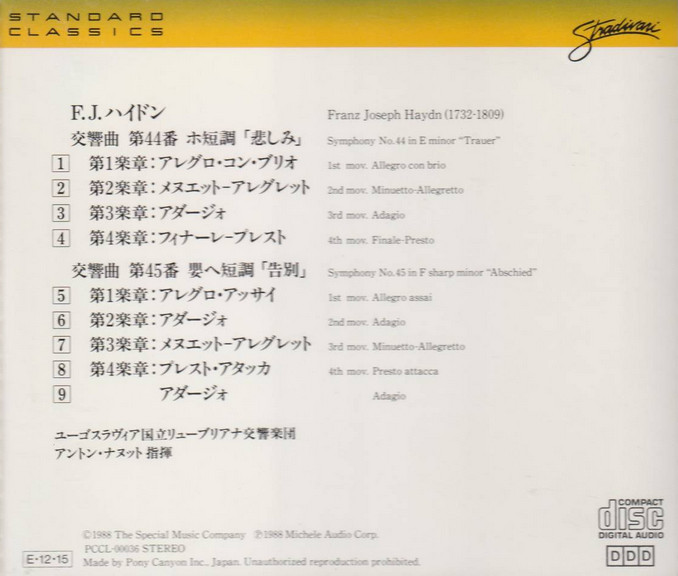 STANDARD
CLASSICS
Stradivari
F.J.ハイドン
Franz Joseph Haydn (1732-1809)
交響曲 第44番 ホ短調「悲しみ」 Symphony No.44 in E minor "Trauer"
1 第1楽章：アレグロ・コン・ブリオ 1st mov. Allegro con brio
2 第2楽章：メヌエット−アレグレット 2nd mov. Minuetto-Allegretto
3 第3楽章：アダージォ 3rd mov. Adagio
4 第4楽章：フィナーレ−プレスト 4th mov. Finale-Presto
交響曲 第45番 嬰ヘ短調「告別」 Symphony No.45 in F sharp minor "Abschied"
5 第1楽章：アレグロ・アッサイ 1st mov. Allegro assai
6 第2楽章：アダージォ 2nd mov. Adagio
7 第3楽章：メヌエット−アレグレット 3rd mov. Minuetto-Allegretto
8 第4楽章：プレスト・アタッカ 4th mov. Presto attacca
9 アダージォ Adagio
ユーゴスラヴィア国立リューブリアナ交響楽団
アントン・ナヌット 指揮
©1988 The Special Music Company ℗1988 Michele Audio Corp.
PCCL-00036 STEREO
E・12・15 Made by Pony Canyon Inc., Japan. Unauthorized reproduction prohibited.
COMPACT
disc
DIGITAL AUDIO
DDD